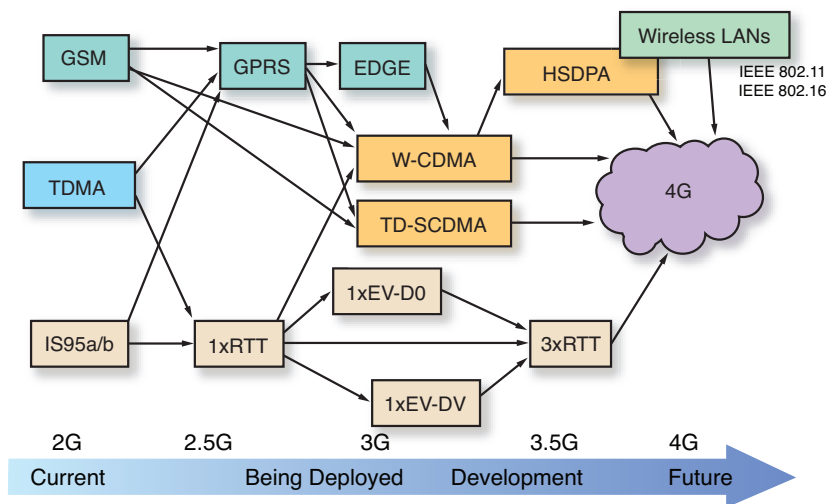 Wireless LANs
GSM
GPRS
EDGE
HSDPA
IEEE 802.11
IEEE 802.16
W-CDMA
TDMA
4G
TD-SCDMA
1xEV-D0
IS95a/b
1xRTT
3xRTT
1xEV-DV
2G 2.5G 3G 3.5G 4G
Current Being Deployed Development Future